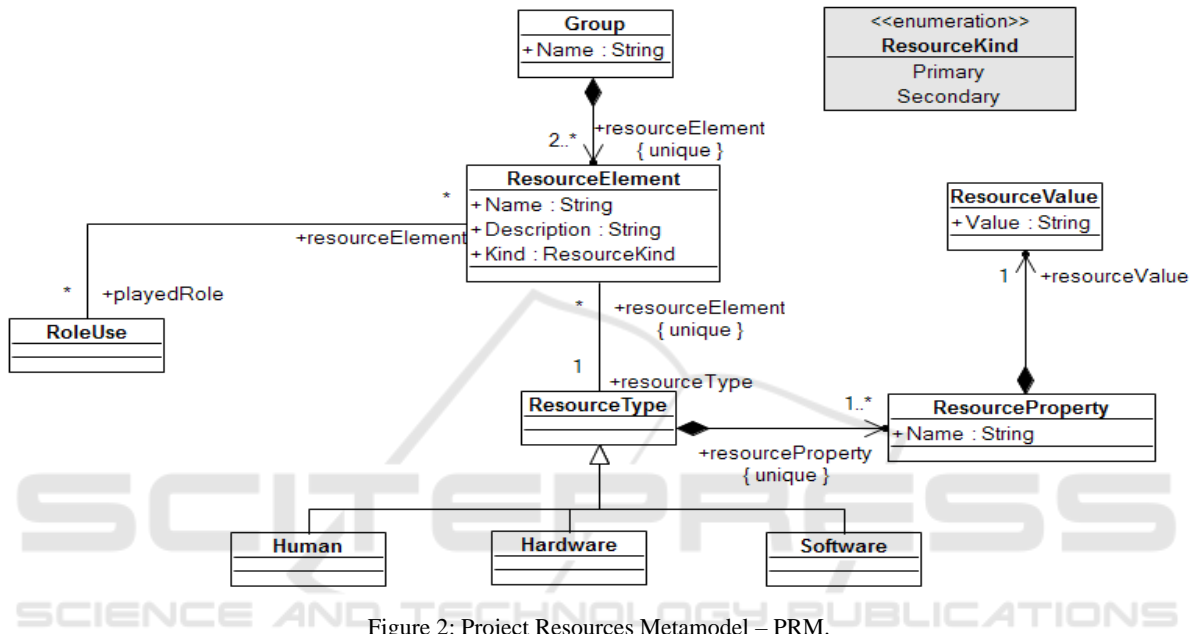 Group
+ Name : String
<<enumeration>>
ResourceKind
Primary
Secondary
2..*
+resourceElement
{ unique }
ResourceElement
+ Name : String
+ Description : String
+ Kind : ResourceKind
*
+resourceElement
*
+playedRole
RoleUse
ResourceValue
+ Value : String
1
+resourceValue
*
+resourceElement
{ unique }
1
+resourceType
ResourceType
1..*
+resourceProperty
{ unique }
ResourceProperty
+ Name : String
Human
Hardware
Software
SCITEPRESS
SCIENCE AND TECHNOLOGY PUBLICATIONS
Figure 2: Project Resources Metamodel – PRM.